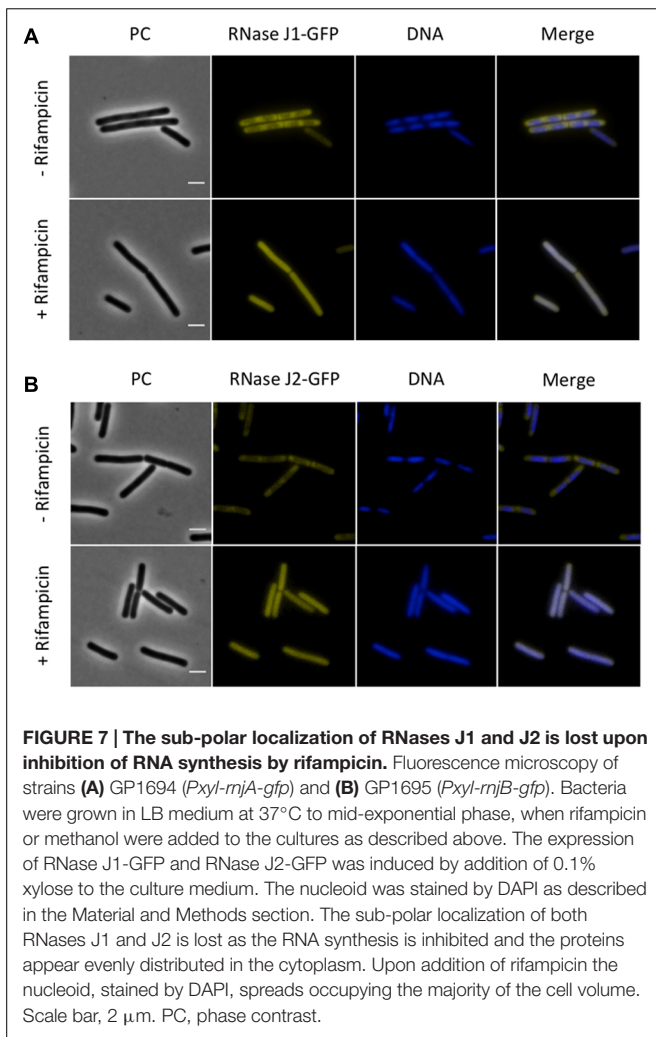 A
PC RNase J1-GFP DNA Merge
- Rifampicin
+ Rifampicin
B
PC RNase J2-GFP DNA Merge
- Rifampicin
+ Rifampicin
FIGURE 7 | The sub-polar localization of RNases J1 and J2 is lost upon
inhibition of RNA synthesis by rifampicin. Fluorescence microscopy of
strains (A) GP1694 (Pxyl-rnjA-gfp) and (B) GP1695 (Pxyl-rnjB-gfp). Bacteria
were grown in LB medium at 37°C to mid-exponential phase, when rifampicin
or methanol were added to the cultures as described above. The expression
of RNase J1-GFP and RNase J2-GFP was induced by addition of 0.1%
xylose to the culture medium. The nucleoid was stained by DAPI as described
in the Material and Methods section. The sub-polar localization of both
RNases J1 and J2 is lost as the RNA synthesis is inhibited and the proteins
appear evenly distributed in the cytoplasm. Upon addition of rifampicin the
nucleoid, stained by DAPI, spreads occupying the majority of the cell volume.
Scale bar, 2 μm. PC, phase contrast.